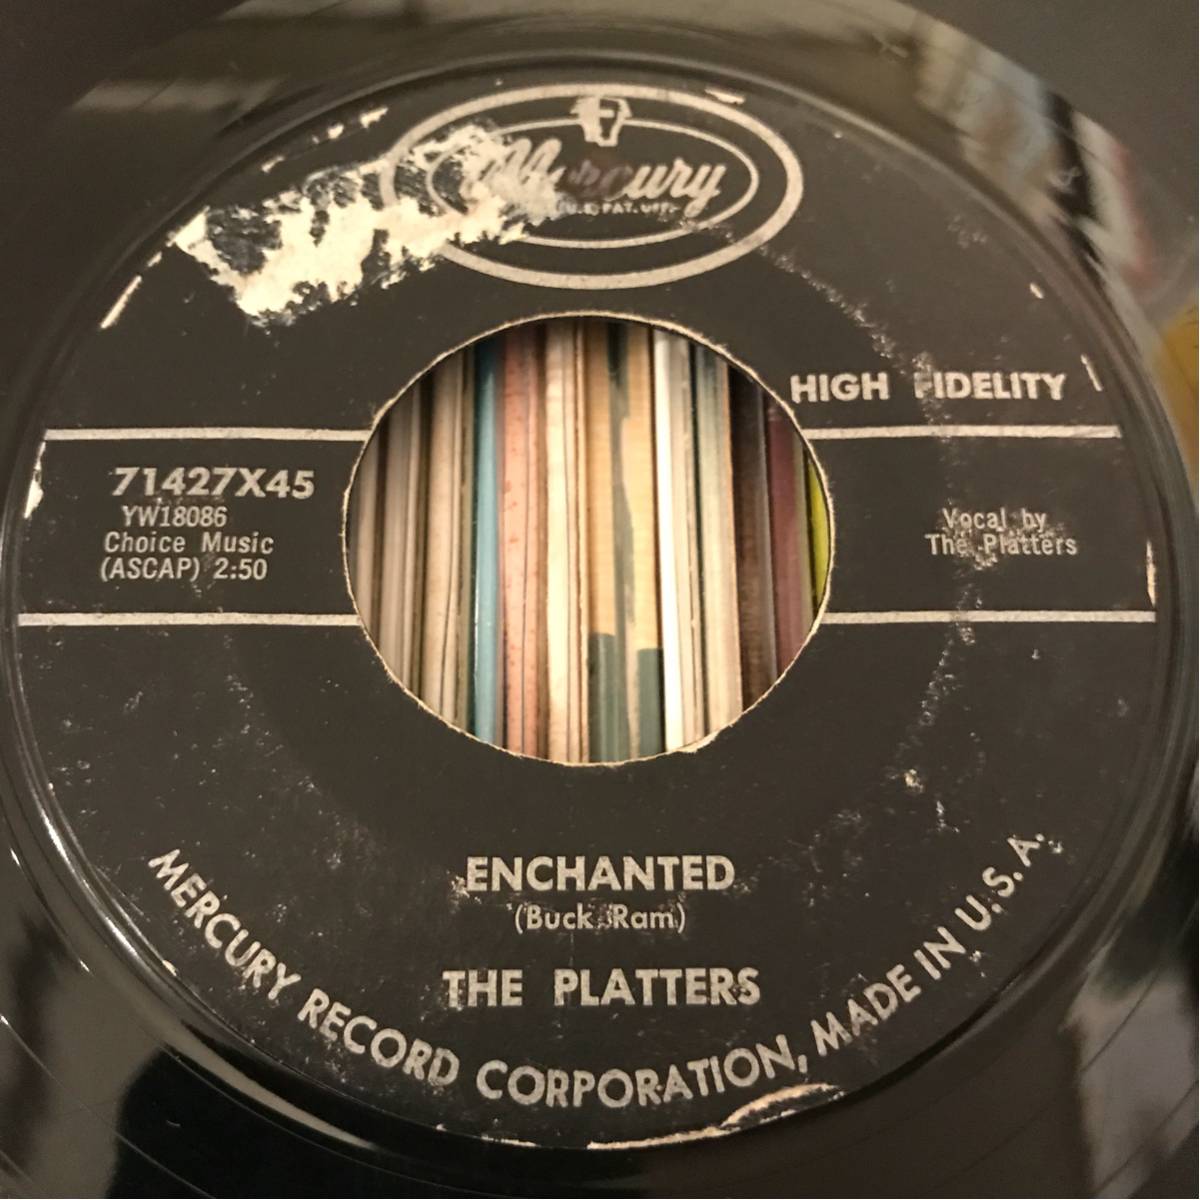 Mercury
HIGH FIDELITY
71427X45
YW18086
Choice Music
(ASCAP) 2:50
Vocal by
The Platters
ENCHANTED
(Buck Ram)
THE PLATTERS
MERCURY RECORD CORPORATION, MADE IN U.S.A.